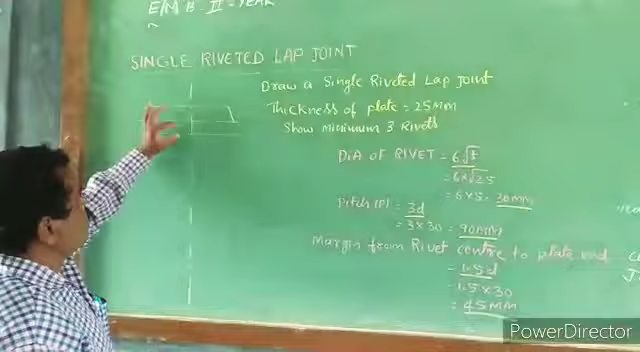 E/M B. II = YEAR
SINGLE RIVETED LAP JOINT
Draw a Single Riveted Lap Joint
Thickness of plate = 25MM
Show Minimum 3 Rivets
DIA OF RIVET = 6√t
= 6×√25
= 6×5 = 30MM
Pitch (P) = 3d
= 3×30 = 90MM
Margin from Rivet centre to plate end
= 1.5d
= 1.5×30
= 45MM
PowerDirector